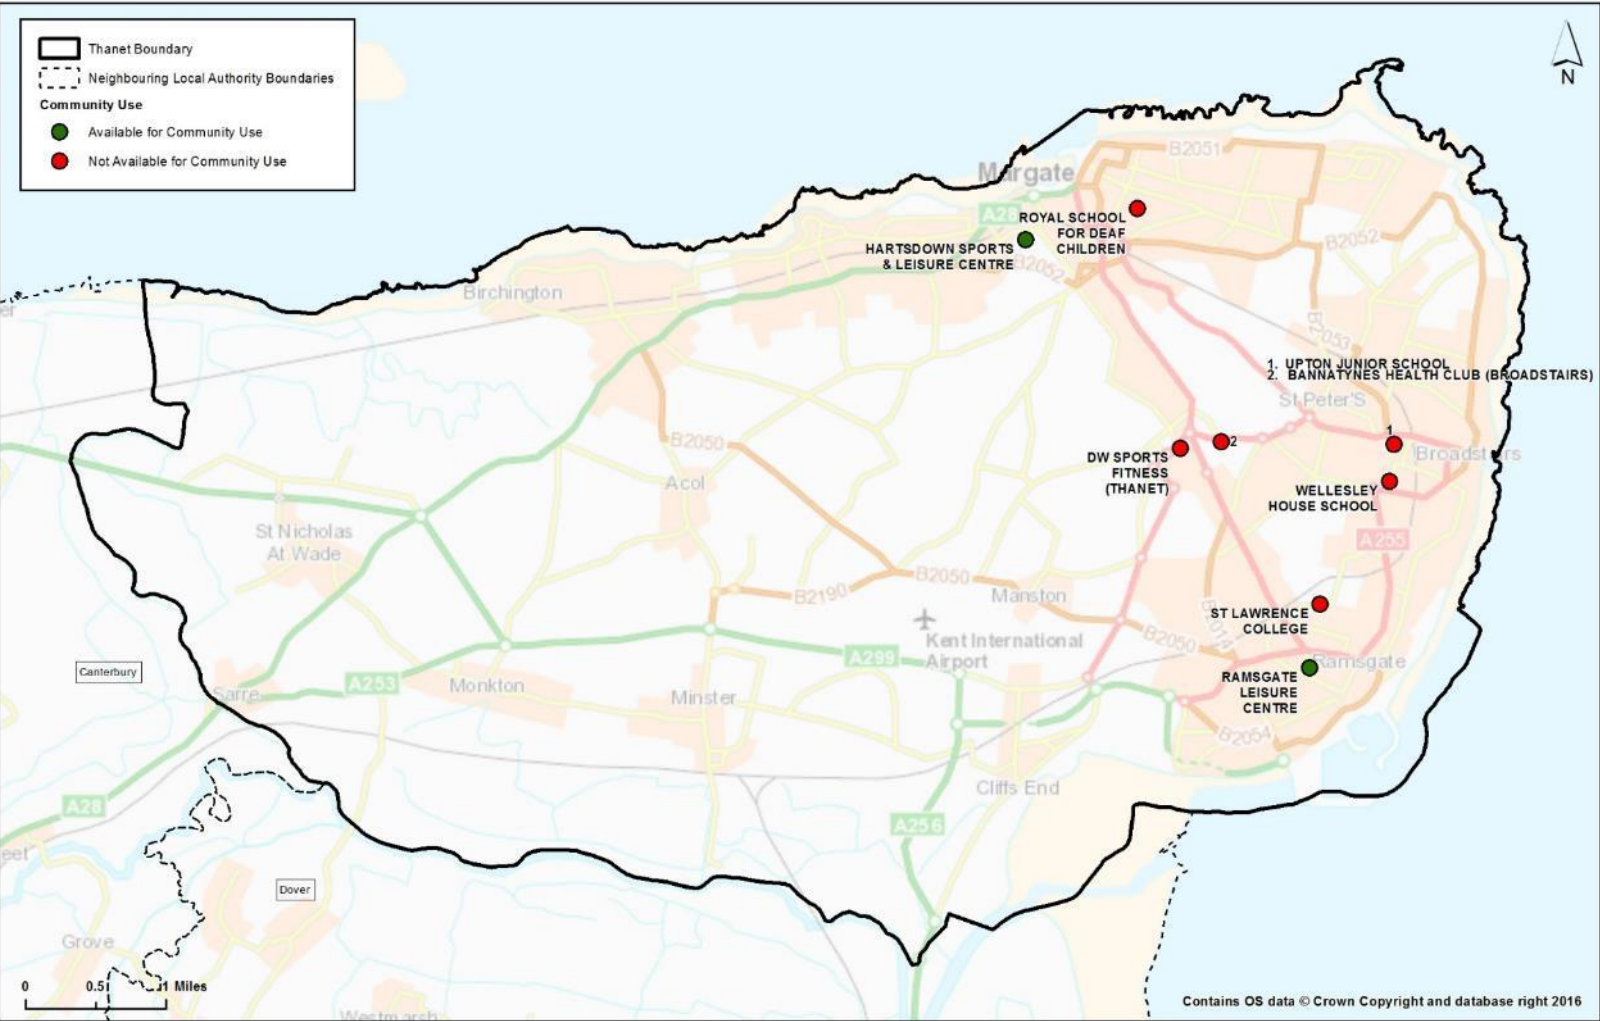 Thanet Boundary
Neighbouring Local Authority Boundaries
Community Use
Available for Community Use
Not Available for Community Use
N
Margate
B2051
A28
ROYAL SCHOOL
FOR DEAF
CHILDREN
HARTSDOWN SPORTS
& LEISURE CENTRE
B2052
B2052
Birchington
B2053
1. UPTON JUNIOR SCHOOL
2. BANNATYNES HEALTH CLUB (BROADSTAIRS)
St Peter'S
B2050
1
2
Broadstairs
DW SPORTS
FITNESS
(THANET)
Acol
WELLESLEY
HOUSE SCHOOL
St Nicholas
At Wade
A255
B2050
B2190
Manston
ST LAWRENCE
COLLEGE
B2014
B2050
Kent International
Airport
A299
Ramsgate
Canterbury
RAMSGATE
LEISURE
CENTRE
Sarre
A253
Monkton
Minster
B2054
Cliffs End
A28
A256
eet
Dover
Grove
0 0.5 1 Miles
Westmarsh
Contains OS data © Crown Copyright and database right 2016